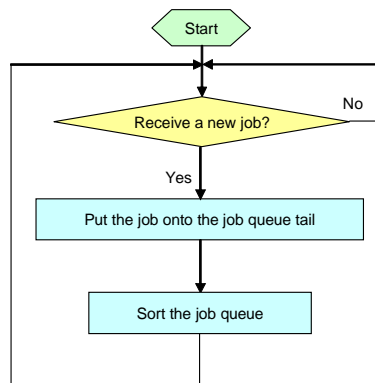 Start
Receive a new job?
No
Yes
Put the job onto the job queue tail
Sort the job queue